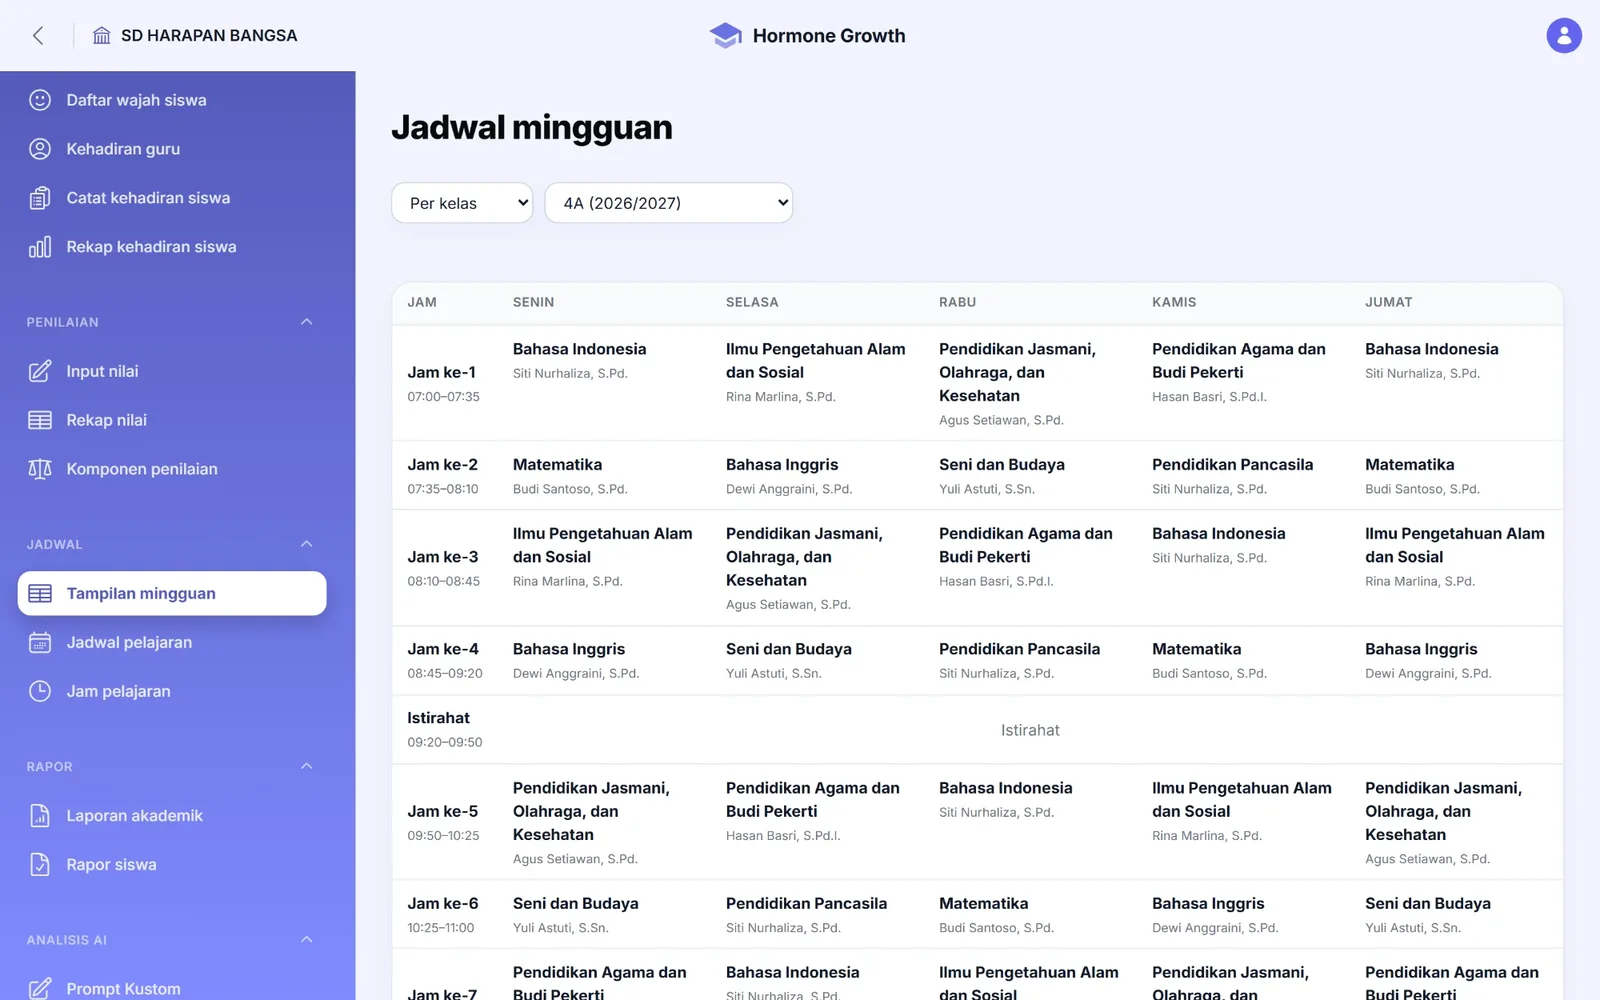 SD HARAPAN BANGSA
Hormone Growth
Daftar wajah siswa
Kehadiran guru
Catat kehadiran siswa
Rekap kehadiran siswa
PENILAIAN
Input nilai
Rekap nilai
Komponen penilaian
JADWAL
Tampilan mingguan
Jadwal pelajaran
Jam pelajaran
RAPOR
Laporan akademik
Rapor siswa
ANALISIS AI
Prompt Kustom
Jadwal mingguan
Per kelas
4A (2026/2027)
JAM SENIN SELASA RABU KAMIS JUMAT
Jam ke-1
07:00–07:35
Bahasa Indonesia
Siti Nurhaliza, S.Pd.
Ilmu Pengetahuan Alam
dan Sosial
Rina Marlina, S.Pd.
Pendidikan Jasmani,
Olahraga, dan
Kesehatan
Agus Setiawan, S.Pd.
Pendidikan Agama dan
Budi Pekerti
Hasan Basri, S.Pd.I.
Bahasa Indonesia
Siti Nurhaliza, S.Pd.
Jam ke-2
07:35–08:10
Matematika
Budi Santoso, S.Pd.
Bahasa Inggris
Dewi Anggraini, S.Pd.
Seni dan Budaya
Yuli Astuti, S.Sn.
Pendidikan Pancasila
Siti Nurhaliza, S.Pd.
Matematika
Budi Santoso, S.Pd.
Jam ke-3
08:10–08:45
Ilmu Pengetahuan Alam
dan Sosial
Rina Marlina, S.Pd.
Pendidikan Jasmani,
Olahraga, dan
Kesehatan
Agus Setiawan, S.Pd.
Pendidikan Agama dan
Budi Pekerti
Hasan Basri, S.Pd.I.
Bahasa Indonesia
Siti Nurhaliza, S.Pd.
Ilmu Pengetahuan Alam
dan Sosial
Rina Marlina, S.Pd.
Jam ke-4
08:45–09:20
Bahasa Inggris
Dewi Anggraini, S.Pd.
Seni dan Budaya
Yuli Astuti, S.Sn.
Pendidikan Pancasila
Siti Nurhaliza, S.Pd.
Matematika
Budi Santoso, S.Pd.
Bahasa Inggris
Dewi Anggraini, S.Pd.
Istirahat
09:20–09:50
Istirahat
Jam ke-5
09:50–10:25
Pendidikan Jasmani,
Olahraga, dan
Kesehatan
Agus Setiawan, S.Pd.
Pendidikan Agama dan
Budi Pekerti
Hasan Basri, S.Pd.I.
Bahasa Indonesia
Siti Nurhaliza, S.Pd.
Ilmu Pengetahuan Alam
dan Sosial
Rina Marlina, S.Pd.
Pendidikan Jasmani,
Olahraga, dan
Kesehatan
Agus Setiawan, S.Pd.
Jam ke-6
10:25–11:00
Seni dan Budaya
Yuli Astuti, S.Sn.
Pendidikan Pancasila
Siti Nurhaliza, S.Pd.
Matematika
Budi Santoso, S.Pd.
Bahasa Inggris
Dewi Anggraini, S.Pd.
Seni dan Budaya
Yuli Astuti, S.Sn.
Jam ke-7
Pendidikan Agama dan
Budi Pekerti
Bahasa Indonesia
Siti Nurhaliza, S.Pd.
Ilmu Pengetahuan Alam
dan Sosial
Pendidikan Jasmani,
Olahraga, dan
Pendidikan Agama dan
Budi Pekerti